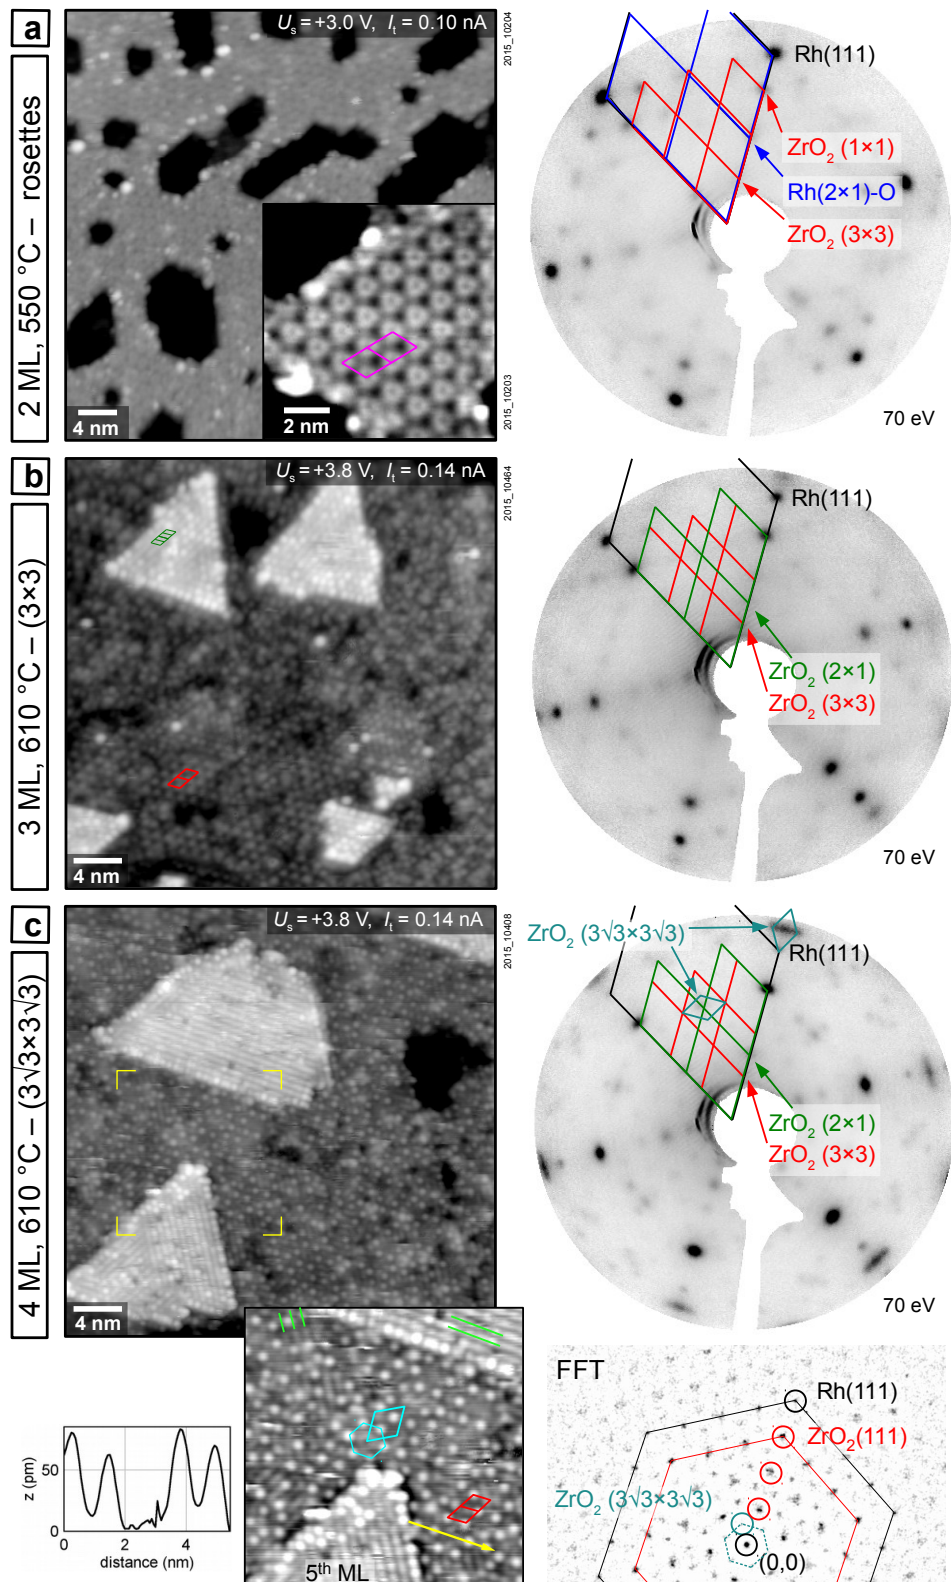 a
2 ML, 550 °C – rosettes
Us = +3.0 V, It = 0.10 nA
2015_10204
4 nm
2 nm
2015_10203
Rh(111)
ZrO2 (1×1)
Rh(2×1)-O
ZrO2 (3×3)
70 eV
b
3 ML, 610 °C – (3×3)
Us = +3.8 V, It = 0.14 nA
2015_10464
4 nm
Rh(111)
ZrO2 (2×1)
ZrO2 (3×3)
70 eV
c
4 ML, 610 °C – (3√3×3√3)
Us = +3.8 V, It = 0.14 nA
2015_10408
4 nm
ZrO2 (3√3×3√3)
Rh(111)
ZrO2 (2×1)
ZrO2 (3×3)
70 eV
z (pm)
50
0
0 2 4
distance (nm)
5th ML
FFT
Rh(111)
ZrO2(111)
ZrO2 (3√3×3√3)
(0,0)